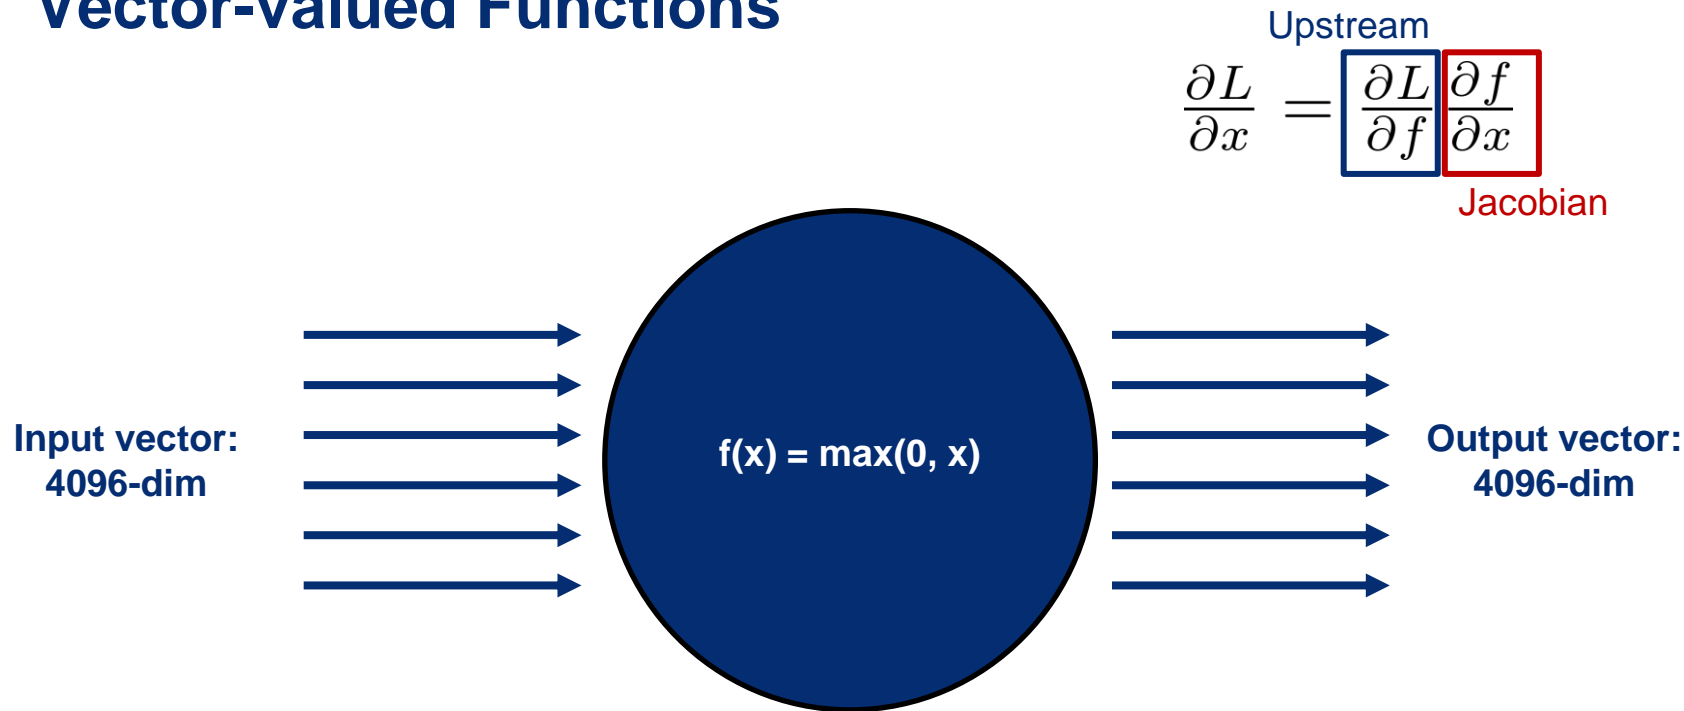 Vector-Valued Functions
Upstream
∂L/∂x = ∂L/∂f ∂f/∂x
Jacobian
Input vector:
4096-dim
f(x) = max(0, x)
Output vector:
4096-dim